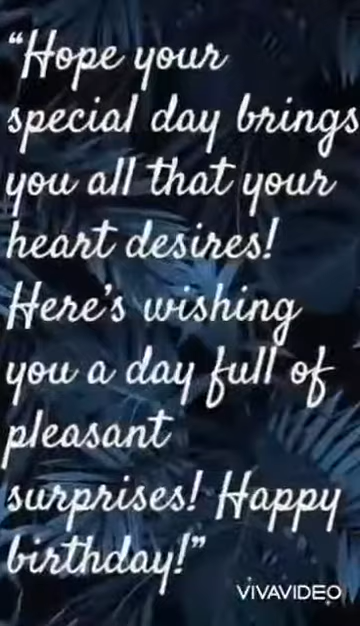 “Hope your
special day brings
you all that your
heart desires!
Here’s wishing
you a day full of
pleasant
surprises! Happy
birthday!”
VIVAVIDEO